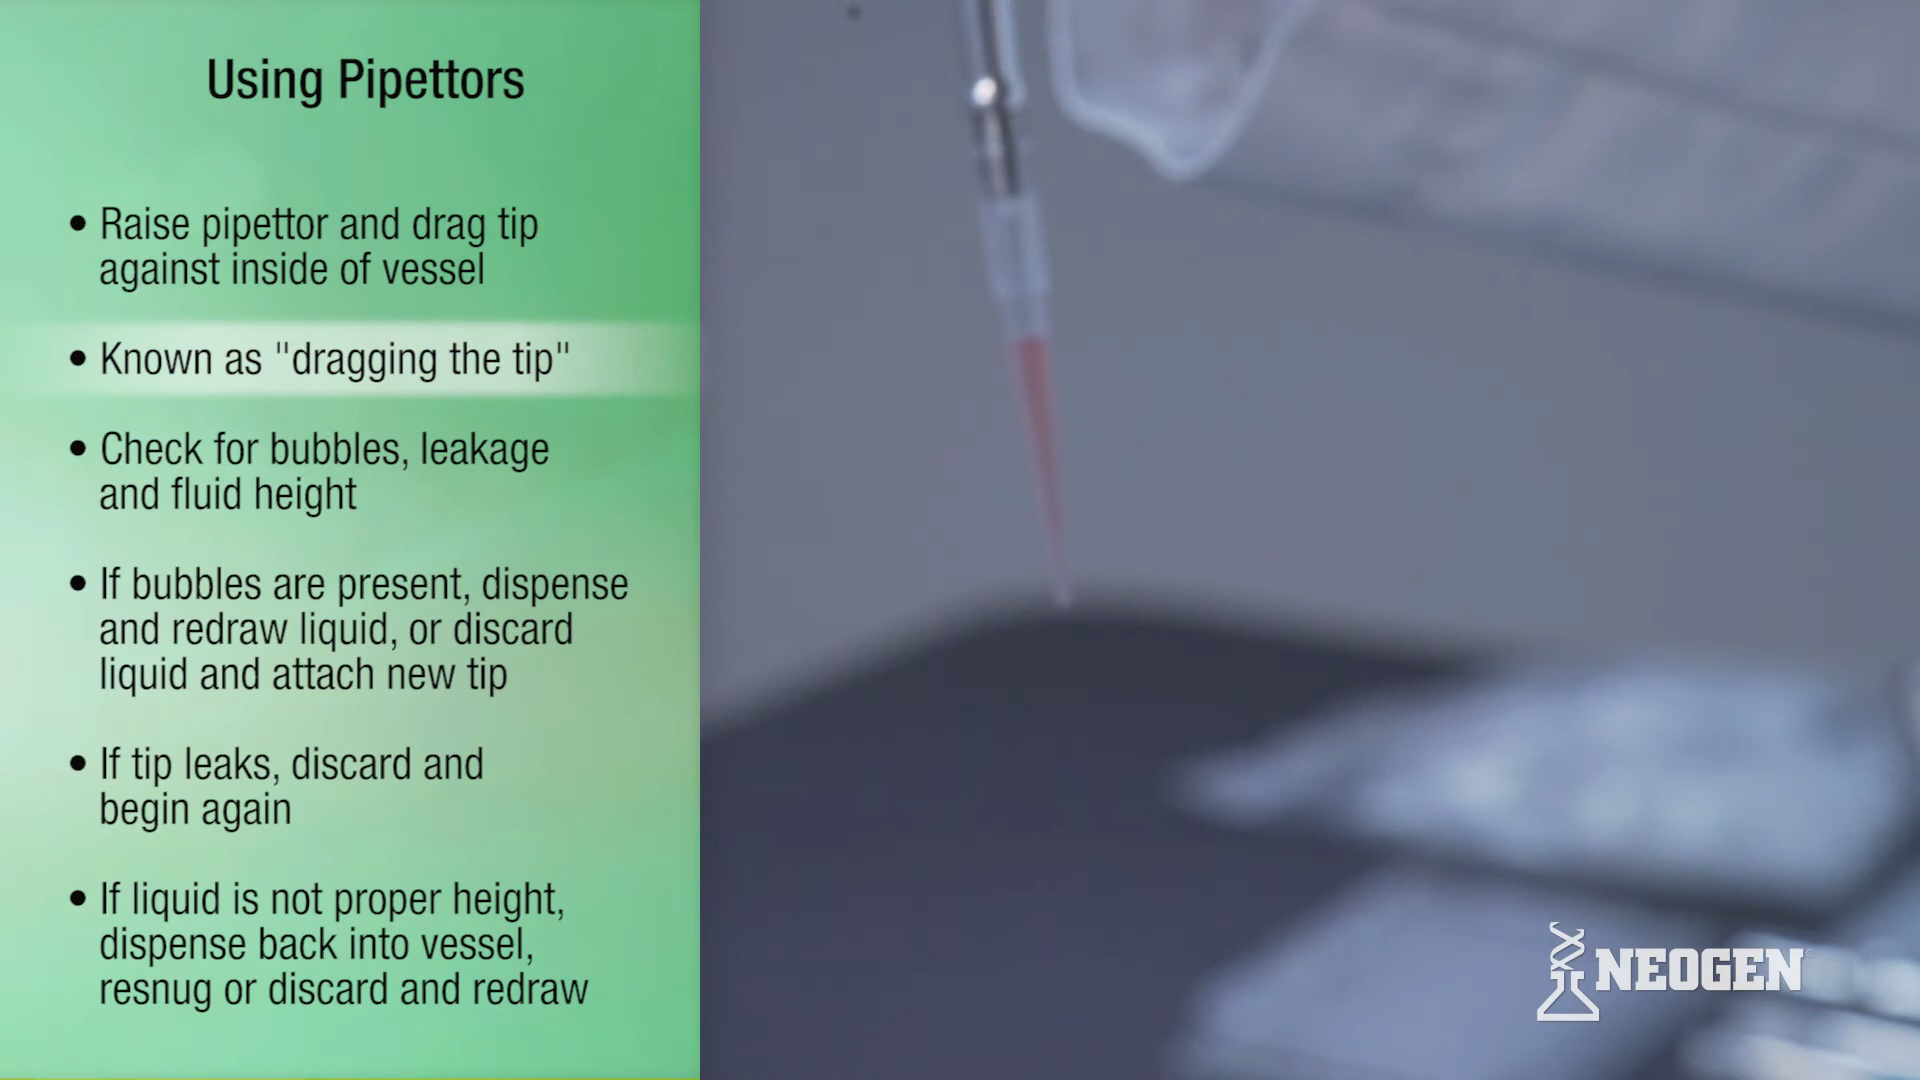 Using Pipettors
• Raise pipettor and drag tip
against inside of vessel
• Known as "dragging the tip"
• Check for bubbles, leakage
and fluid height
• If bubbles are present, dispense
and redraw liquid, or discard
liquid and attach new tip
• If tip leaks, discard and
begin again
• If liquid is not proper height,
dispense back into vessel,
resnug or discard and redraw
NEOGEN